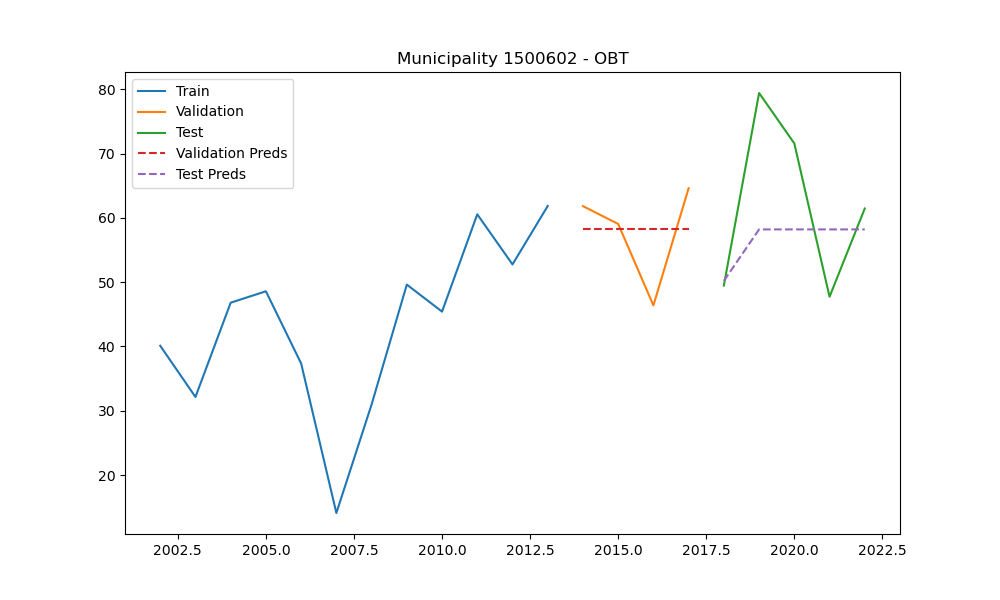 Municipality 1500602 - OBT
Train
Validation
Test
Validation Preds
Test Preds
80
70
60
50
40
30
20
2002.5 2005.0 2007.5 2010.0 2012.5 2015.0 2017.5 2020.0 2022.5